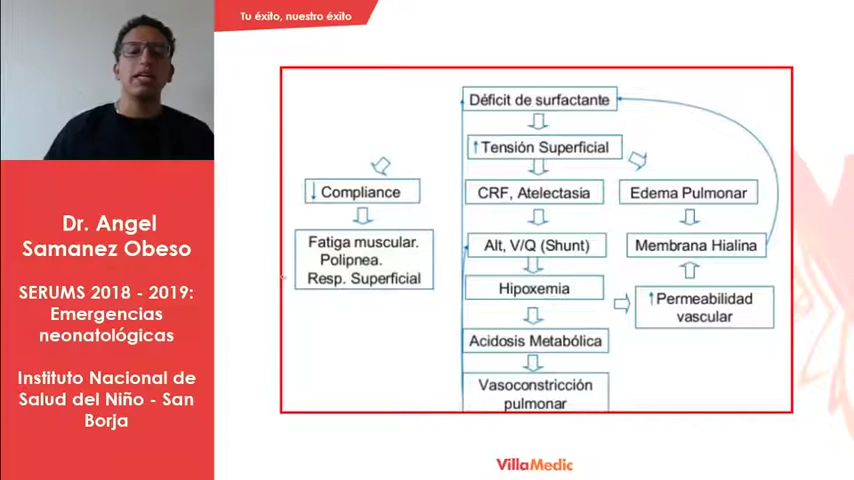 Tu éxito, nuestro éxito
Dr. Angel
Samanez Obeso
SERUMS 2018 - 2019:
Emergencias
neonatológicas
Instituto Nacional de
Salud del Niño - San
Borja
Déficit de surfactante
↑Tensión Superficial
↓Compliance
CRF, Atelectasia
Edema Pulmonar
Fatiga muscular.
Polipnea.
Resp. Superficial
Alt, V/Q (Shunt)
Membrana Hialina
Hipoxemia
↑Permeabilidad
vascular
Acidosis Metabólica
Vasoconstricción
pulmonar
VillaMedic